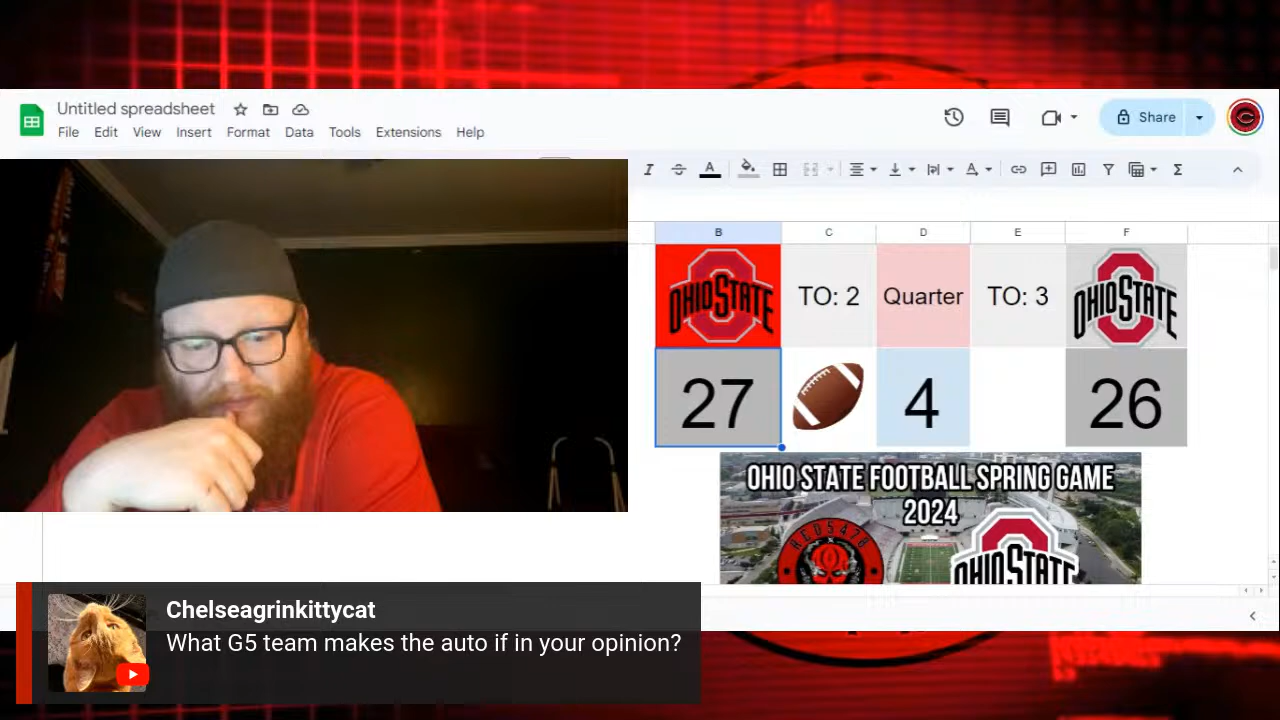 Untitled spreadsheet
File Edit View Insert Format Data Tools Extensions Help
Share
B C D E F
OHIO STATE TO: 2 Quarter TO: 3 OHIO STATE
27 4 26
OHIO STATE FOOTBALL SPRING GAME
2024
RED5428
OHIO STATE
Chelseagrinkittycat
What G5 team makes the auto if in your opinion?